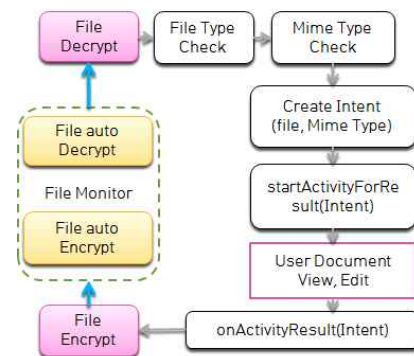 File
Decrypt
File Type
Check
Mime Type
Check
Create Intent
(file, Mime Type)
startActivityForRe
sult(Intent)
User Document
View, Edit
onActivityResult(Intent)
File
Encrypt
File auto
Decrypt
File Monitor
File auto
Encrypt